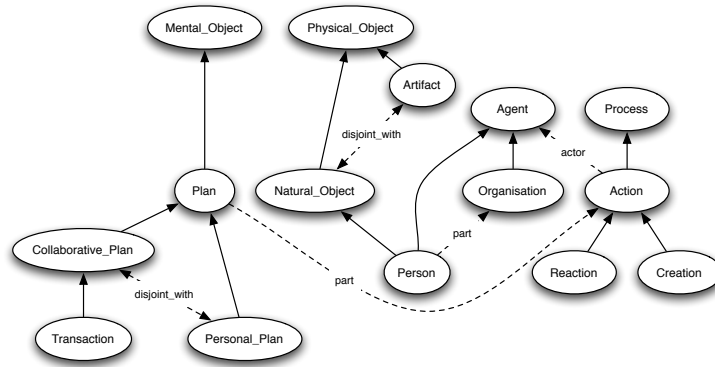 Mental_Object
Physical_Object
Artifact
Agent
Process
disjoint_with
actor
Plan
Natural_Object
Organisation
Action
part
Collaborative_Plan
Person
Reaction
Creation
part
disjoint_with
Transaction
Personal_Plan